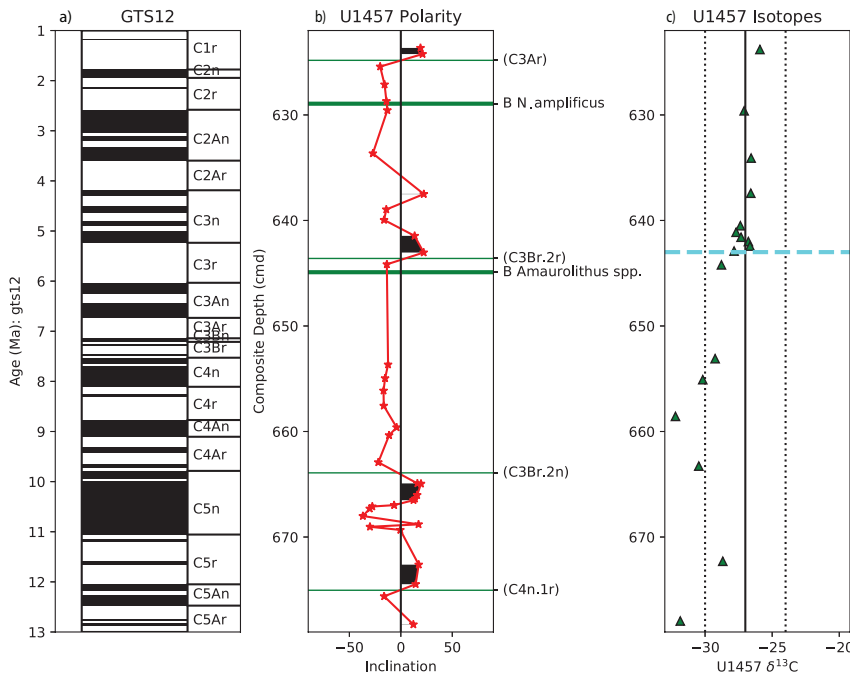 a) GTS12
b) U1457 Polarity
c) U1457 Isotopes
Age (Ma): gts12
1
2
3
4
5
6
7
8
9
10
11
12
13
C1r
C2n
C2r
C2An
C2Ar
C3n
C3r
C3An
C3Ar
C3Bn
C3Br
C4n
C4r
C4An
C4Ar
C5n
C5r
C5An
C5Ar
Composite Depth (cmd)
630
640
650
660
670
−50
0
50
Inclination
(C3Ar)
B N. amplificus
(C3Br.2r)
B Amaurolithus spp.
(C3Br.2n)
(C4n.1r)
630
640
650
660
670
−30
−25
−20
U1457 δ¹³C